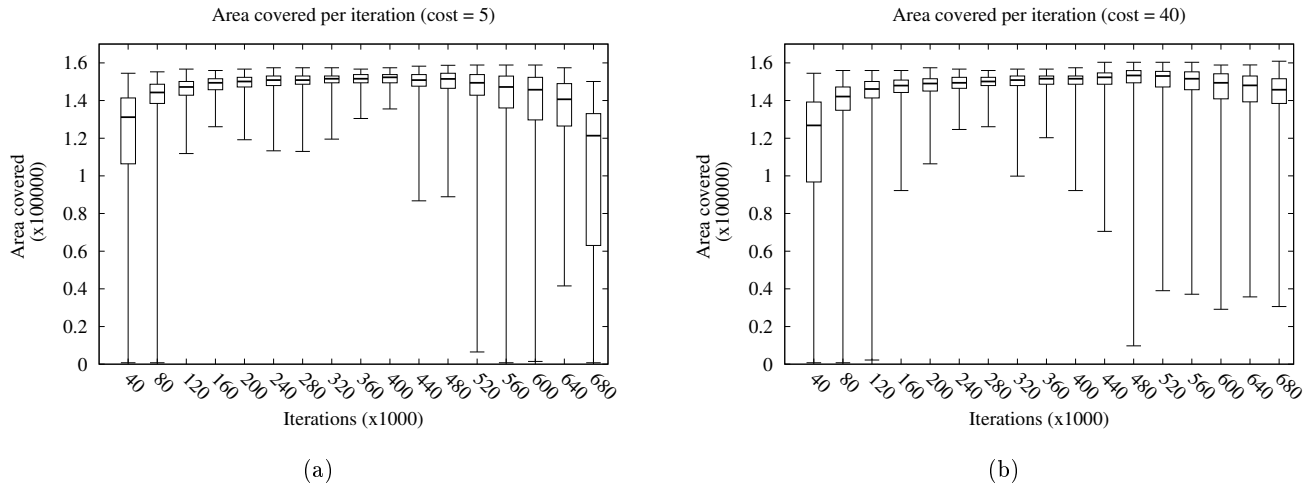 Area covered per iteration (cost = 5)
Area covered
(x100000)
1.6
1.4
1.2
1
0.8
0.6
0.4
0.2
0
40 80 120 160 200 240 280 320 360 400 440 480 520 560 600 640 680
Iterations (x1000)
(a)
Area covered per iteration (cost = 40)
Area covered
(x100000)
1.6
1.4
1.2
1
0.8
0.6
0.4
0.2
0
40 80 120 160 200 240 280 320 360 400 440 480 520 560 600 640 680
Iterations (x1000)
(b)